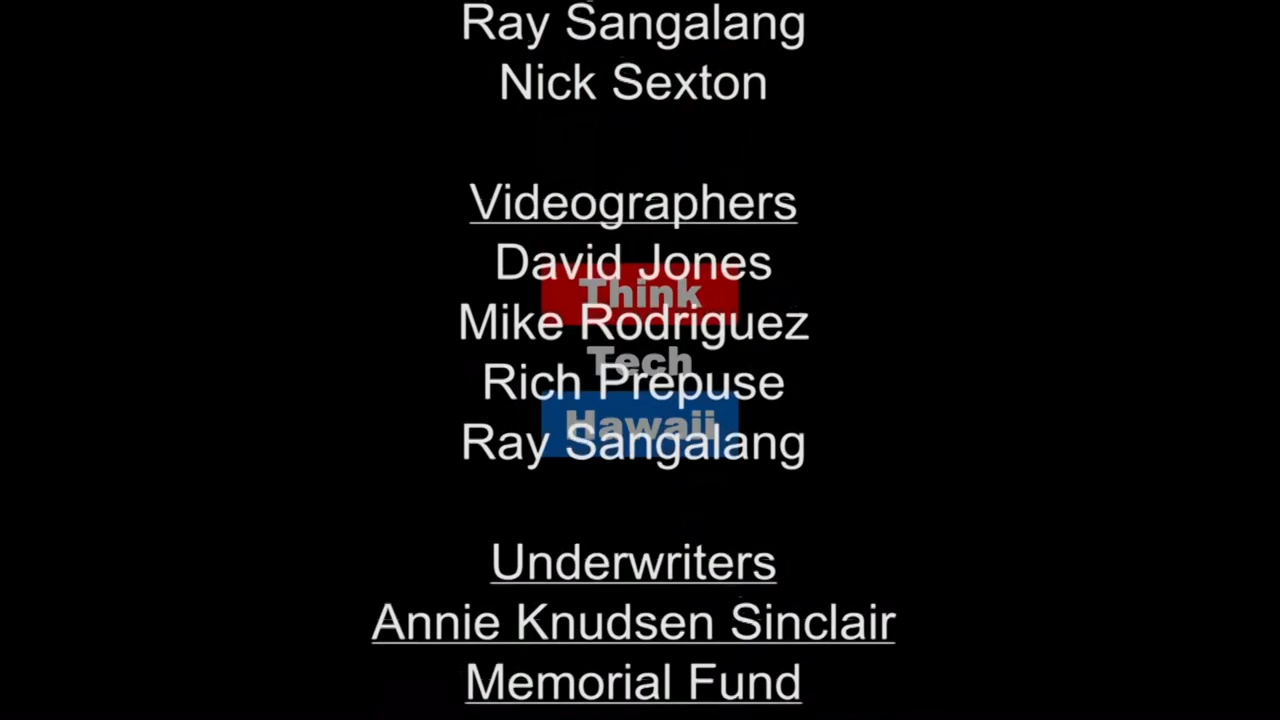 Ray Sangalang
Nick Sexton
Videographers
David Jones
Think
Mike Rodriguez
Tech
Rich Prepuse
Hawaii
Ray Sangalang
Underwriters
Annie Knudsen Sinclair
Memorial Fund